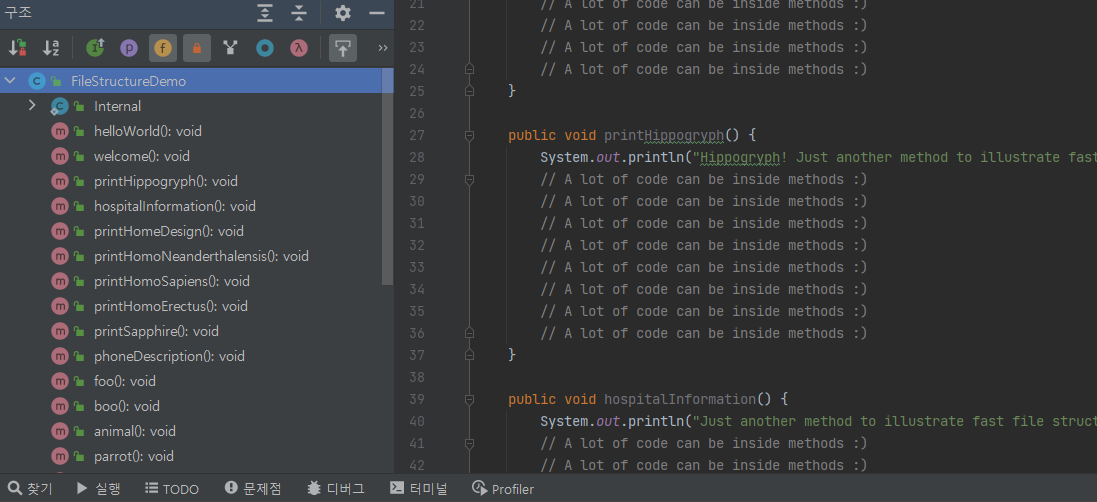 구조
FileStructureDemo
Internal
helloWorld(): void
welcome(): void
printHippogryph(): void
hospitalInformation(): void
printHomeDesign(): void
printHomoNeanderthalensis(): void
printHomoSapiens(): void
printHomoErectus(): void
printSapphire(): void
phoneDescription(): void
foo(): void
boo(): void
animal(): void
parrot(): void
21 // A lot of code can be inside methods :)
22 // A lot of code can be inside methods :)
23 // A lot of code can be inside methods :)
24 // A lot of code can be inside methods :)
25 }
26
27 public void printHippogryph() {
28 System.out.println("Hippogryph! Just another method to illustrate fast
29 // A lot of code can be inside methods :)
30 // A lot of code can be inside methods :)
31 // A lot of code can be inside methods :)
32 // A lot of code can be inside methods :)
33 // A lot of code can be inside methods :)
34 // A lot of code can be inside methods :)
35 // A lot of code can be inside methods :)
36 // A lot of code can be inside methods :)
37 }
38
39 public void hospitalInformation() {
40 System.out.println("Just another method to illustrate fast file struct
41 // A lot of code can be inside methods :)
42 // A lot of code can be inside methods :)
찾기 실행 TODO 문제점 디버그 터미널 Profiler